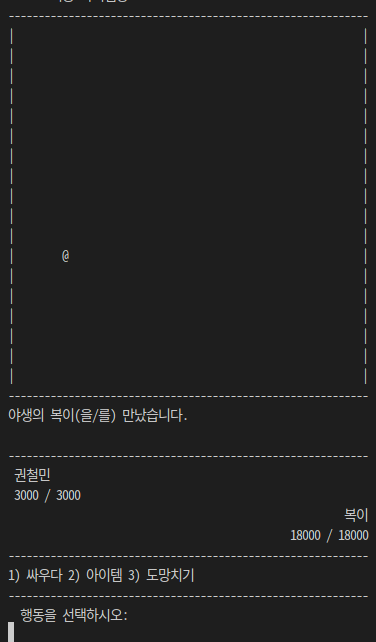 @
야생의 복이(을/를) 만났습니다.
권철민
3000 / 3000
복이
18000 / 18000
1) 싸우다 2) 아이템 3) 도망치기
행동을 선택하시오: